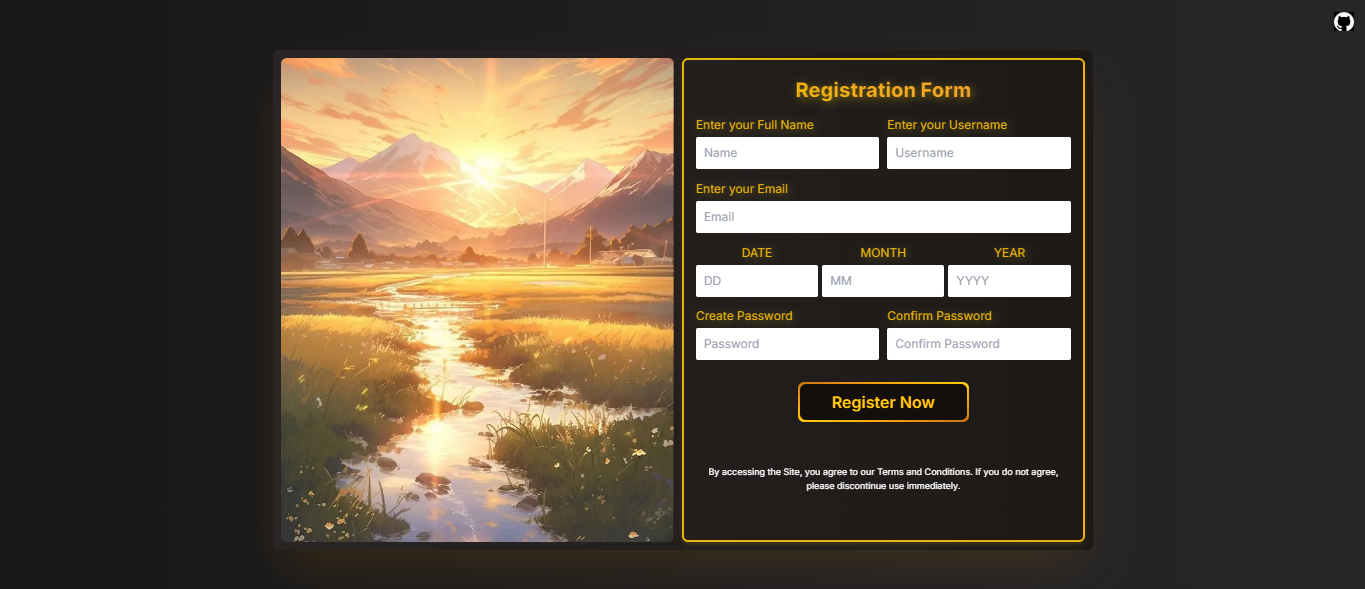 Registration Form
Enter your Full Name
Enter your Username
Name
Username
Enter your Email
Email
DATE
MONTH
YEAR
DD
MM
YYYY
Create Password
Confirm Password
Password
Confirm Password
Register Now
By accessing the Site, you agree to our Terms and Conditions. If you do not agree,
please discontinue use immediately.